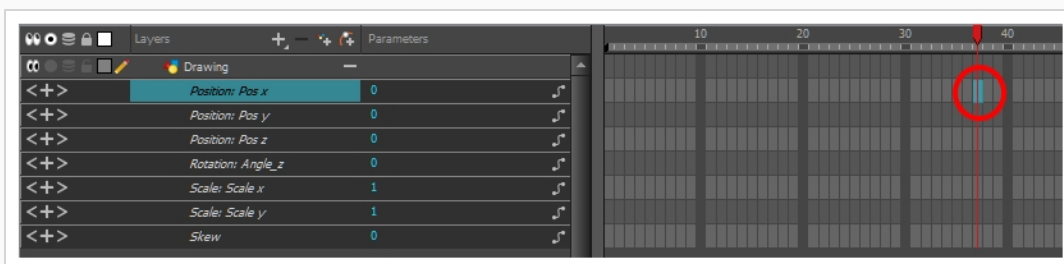 Layers Parameters 10 20 30 40
Drawing
Position: Pos x 0
Position: Pos y 0
Position: Pos z 0
Rotation: Angle_z 0
Scale: Scale x 1
Scale: Scale y 1
Skew 0